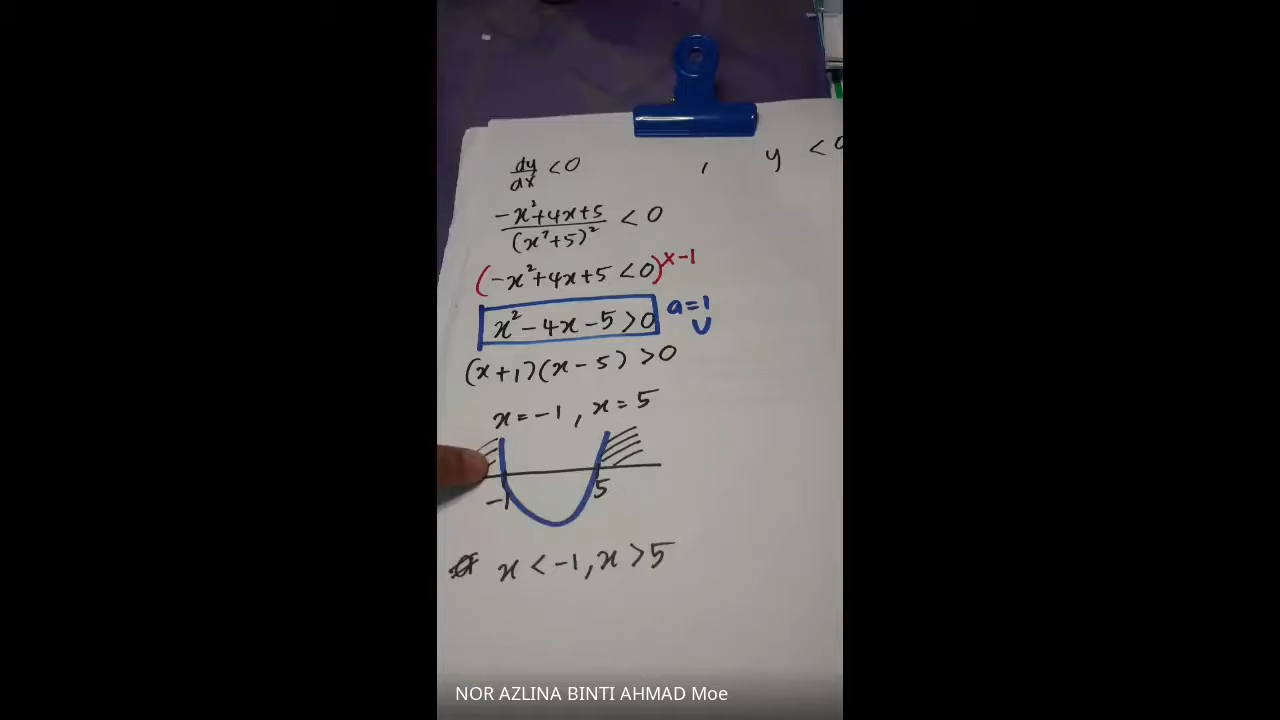 dy/dx < 0 , y < 0
(-x²+4x+5)/(x²+5)² < 0
(-x²+4x+5 < 0) x -1
x² - 4x - 5 > 0 a = 1
(x+1)(x-5) > 0
x = -1, x = 5
-1 5
x < -1, x > 5
NOR AZLINA BINTI AHMAD Moe